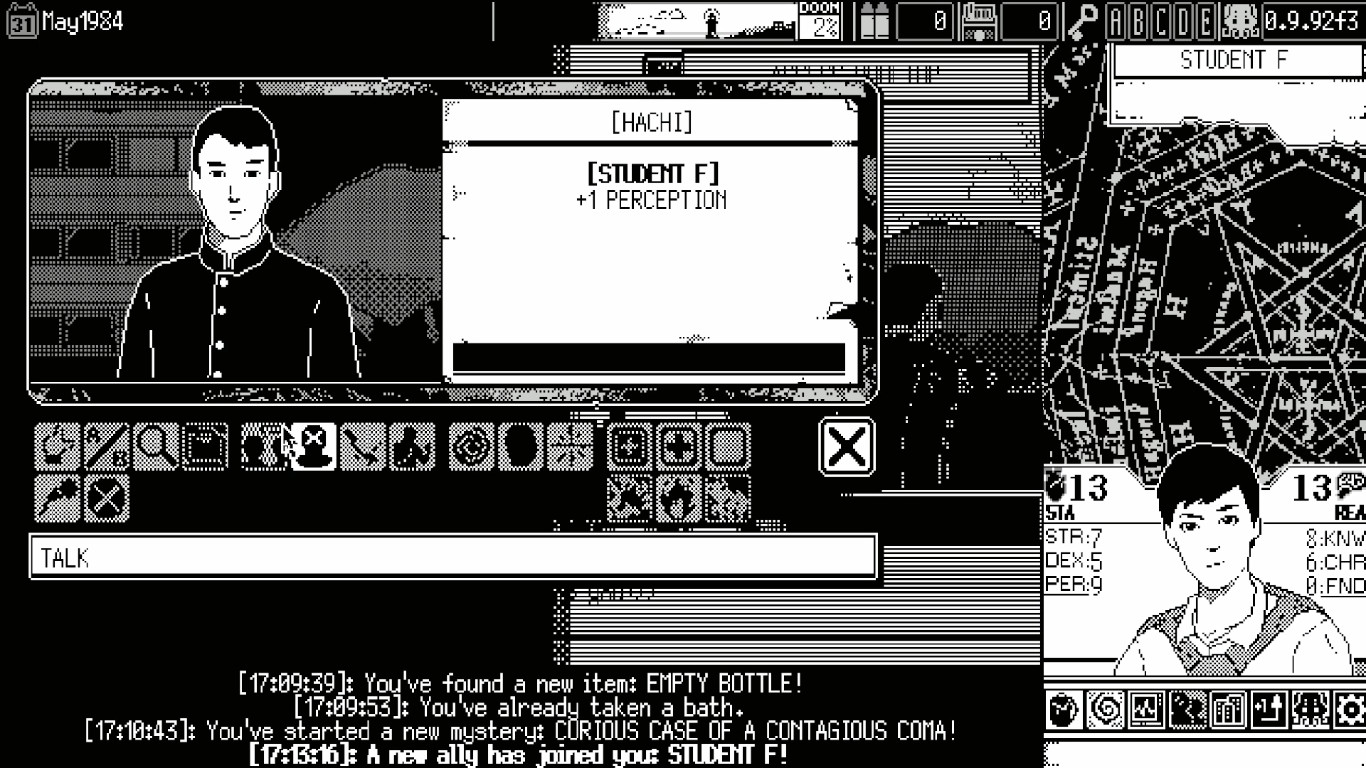 31 May1984
DOOM
2%
0
0
A B C D E
0.9.92f3
STUDENT F
[HACHI]
[STUDENT F]
+1 PERCEPTION
13
13
STA
REA
STR:7
8:KNW
DEX:5
6:CHR
PER:9
0:FND
TALK
[17:09:39]: You've found a new item: EMPTY BOTTLE!
[17:09:53]: You've already taken a bath.
[17:10:43]: You've started a new mystery: CURIOUS CASE OF A CONTAGIOUS COMA!
[17:13:16]: A new ally has joined you: STUDENT F!